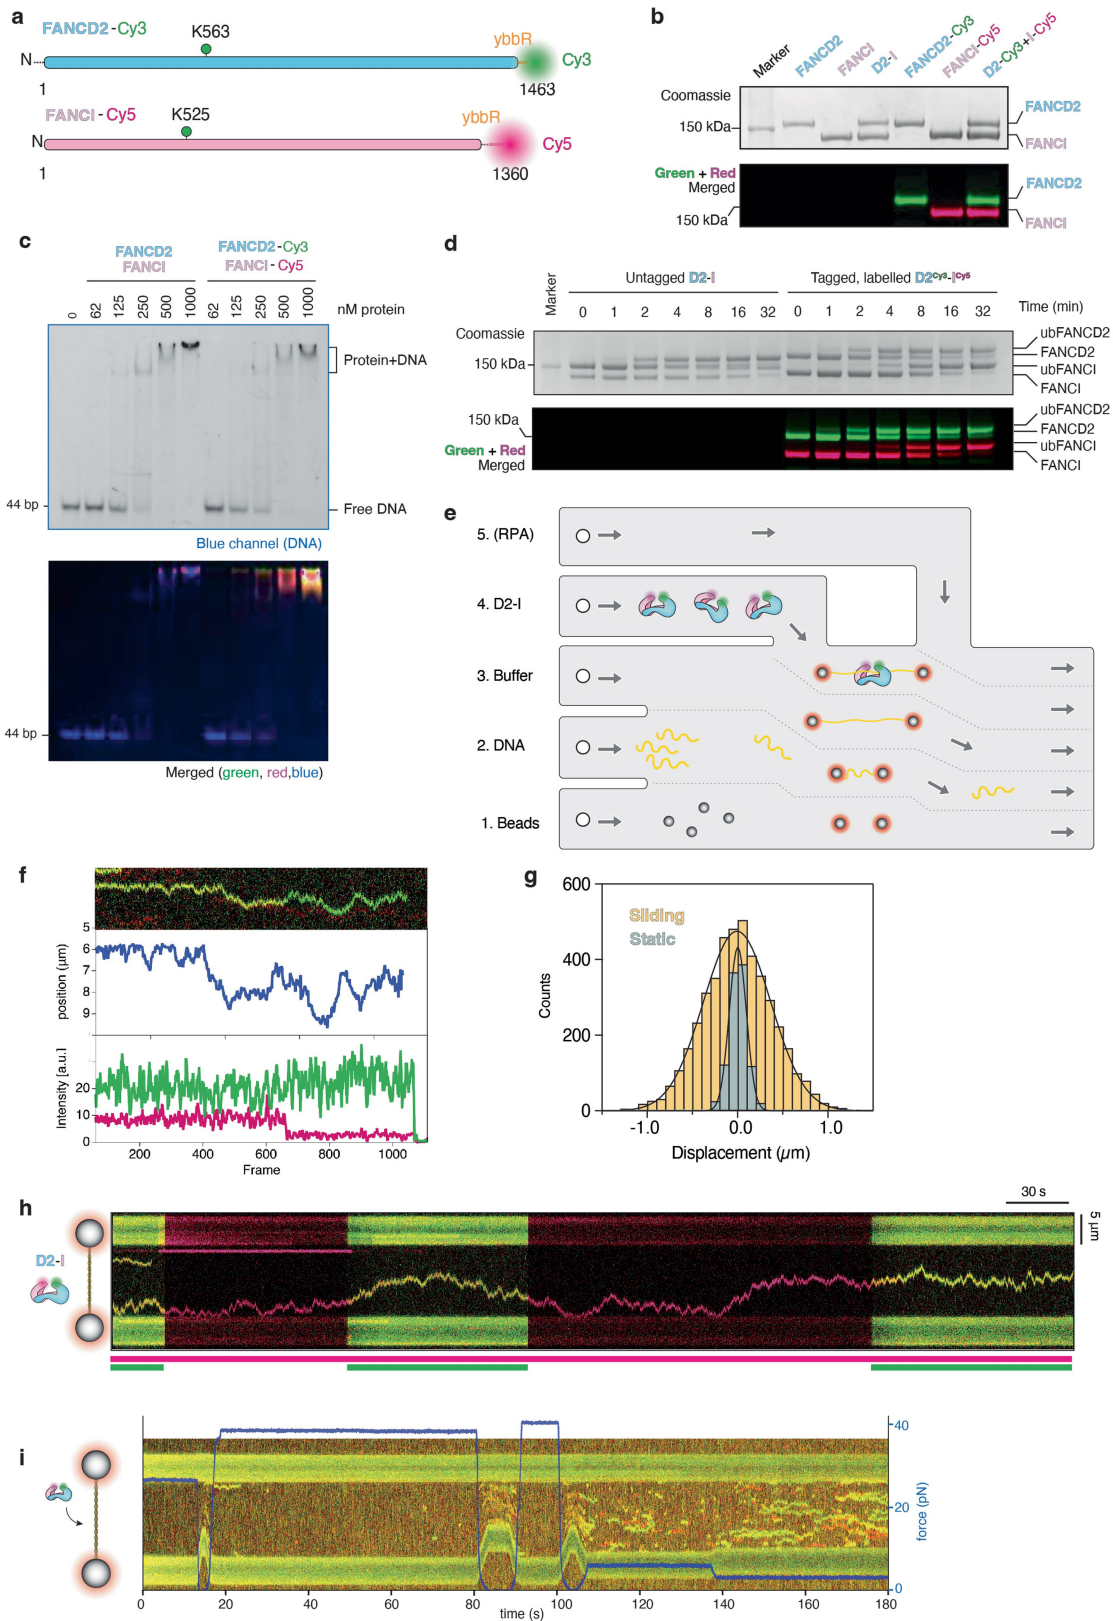 a
FANCD2-Cy3
K563
ybbR
N
Cy3
1
1463
FANCI-Cy5
K525
ybbR
N
Cy5
1
1360
b
Marker
FANCD2
FANCI
D2-I
FANCD2-Cy3
FANCI-Cy5
D2-Cy3+I-Cy5
Coomassie
150 kDa
FANCD2
FANCI
Green + Red
Merged
150 kDa
FANCD2
FANCI
c
FANCD2
FANCI
FANCD2-Cy3
FANCI-Cy5
0 62 125 250 500 1000 62 125 250 500 1000 nM protein
Protein+DNA
44 bp
Free DNA
Blue channel (DNA)
44 bp
Merged (green, red,blue)
d
Marker
Untagged D2-I
Tagged, labelled D2Cy3-ICy5
0 1 2 4 8 16 32 0 1 2 4 8 16 32 Time (min)
Coomassie
150 kDa
ubFANCD2
FANCD2
ubFANCI
FANCI
150 kDa
Green + Red
Merged
ubFANCD2
FANCD2
ubFANCI
FANCI
e
5. (RPA)
4. D2-I
3. Buffer
2. DNA
1. Beads
f
5
6
7
8
9
position (µm)
20
10
0
Intensity [a.u.]
200 400 600 800 1000
Frame
g
600
400
200
0
Counts
Sliding
Static
-1.0 0.0 1.0
Displacement (µm)
h
30 s
5 µm
D2-I
i
40
20
0
force (pN)
0 20 40 60 80 100 120 140 160 180
time (s)